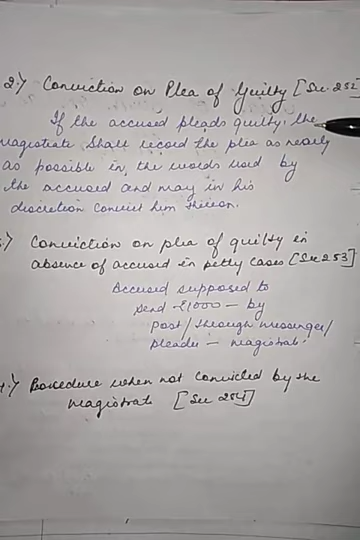 2.) Conviction on Plea of Guilty [Sec. 252]
If the accused pleads guilty, the
magistrate Shall record the plea as nearly
as possible in, the words used by
the accused and may in his
discretion convict him thereon.
Conviction on plea of guilty in
absence of accused in petty cases [Sec 253]
Accused supposed to
send ₹1000 – by
post/through messenger/
pleader – magistrate.
4.) Procedure when not convicted by the
magistrate [Sec 254]